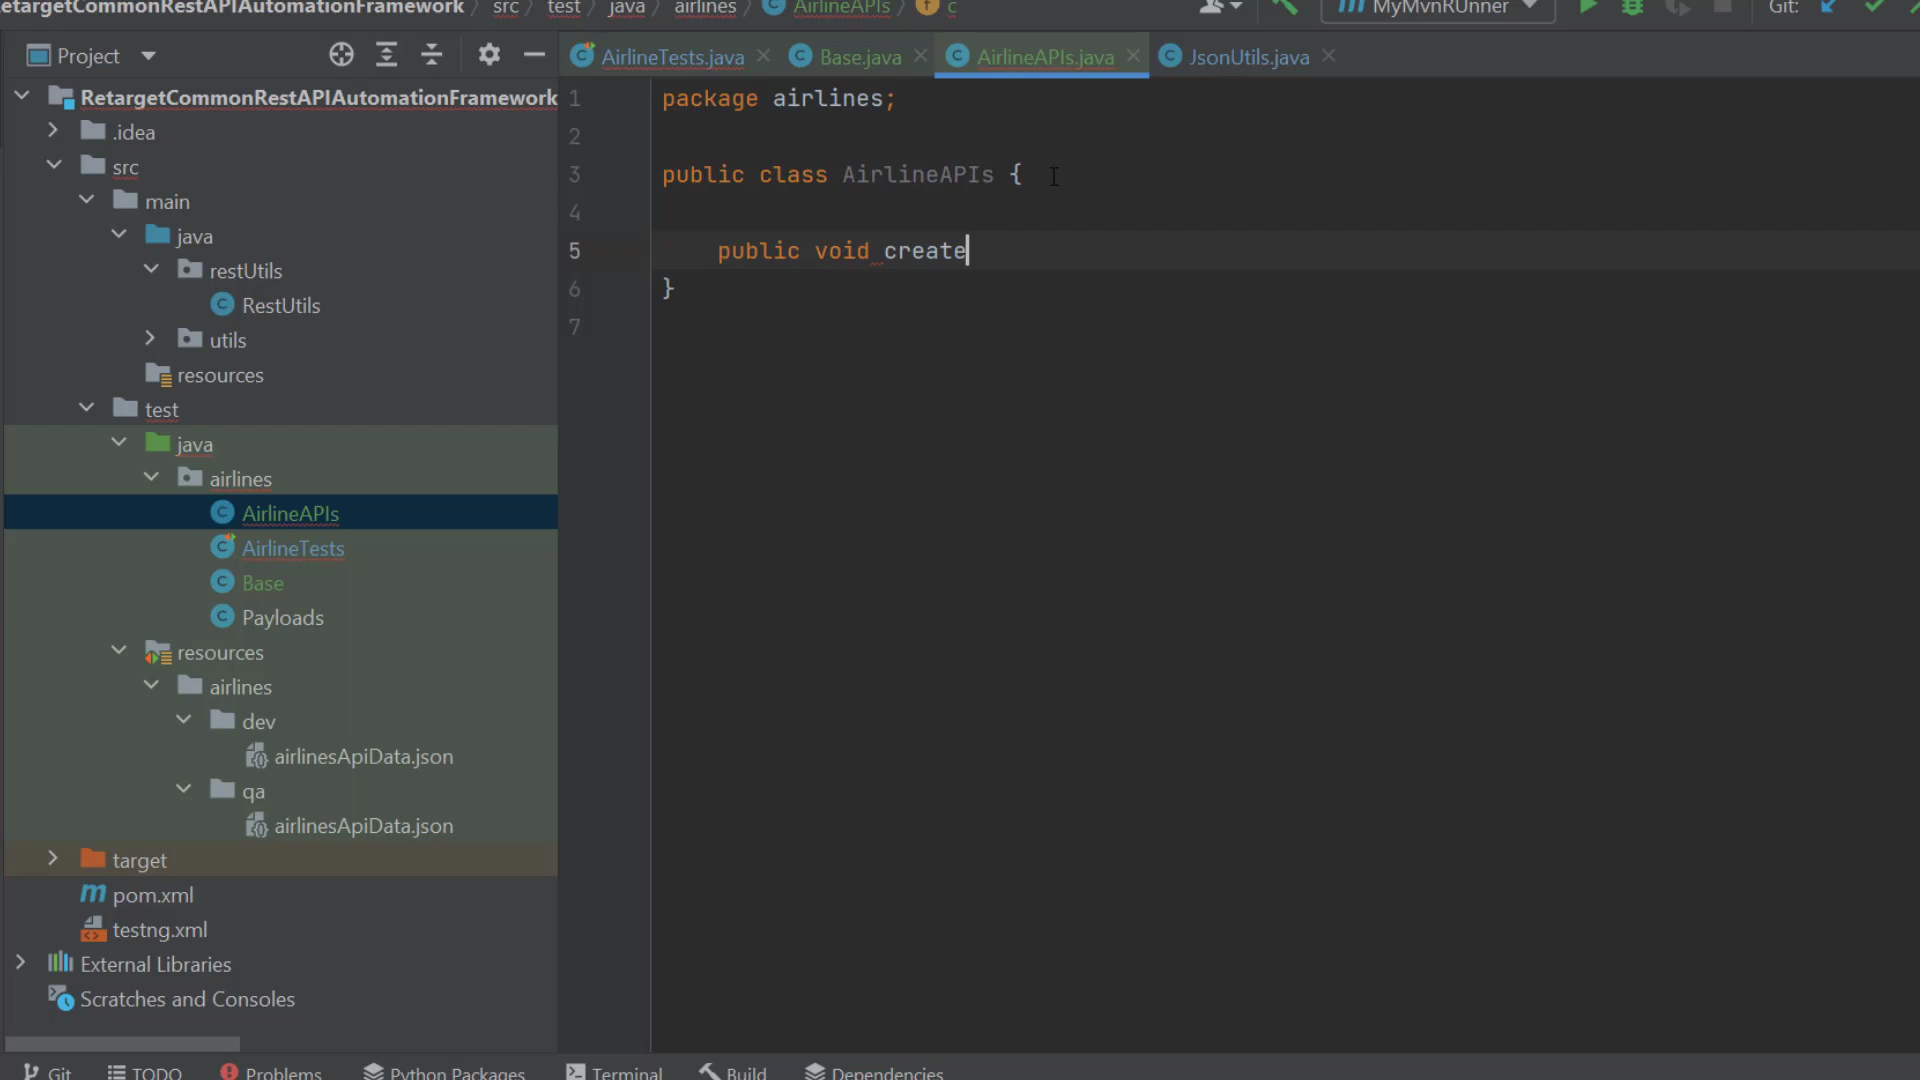 etargetCommonRestAPIAutomationFramework src test java airlines AirlineAPIs c
MyMvnRUnner
Git:
Project
AirlineTests.java
Base.java
AirlineAPIs.java
JsonUtils.java
RetargetCommonRestAPIAutomationFramework
.idea
src
main
java
restUtils
RestUtils
utils
resources
test
java
airlines
AirlineAPIs
AirlineTests
Base
Payloads
resources
airlines
dev
airlinesApiData.json
qa
airlinesApiData.json
target
pom.xml
testng.xml
External Libraries
Scratches and Consoles
1 package airlines;
2
3 public class AirlineAPIs {
4
5 public void create
6 }
7
Git TODO Problems Python Packages Terminal Build Dependencies